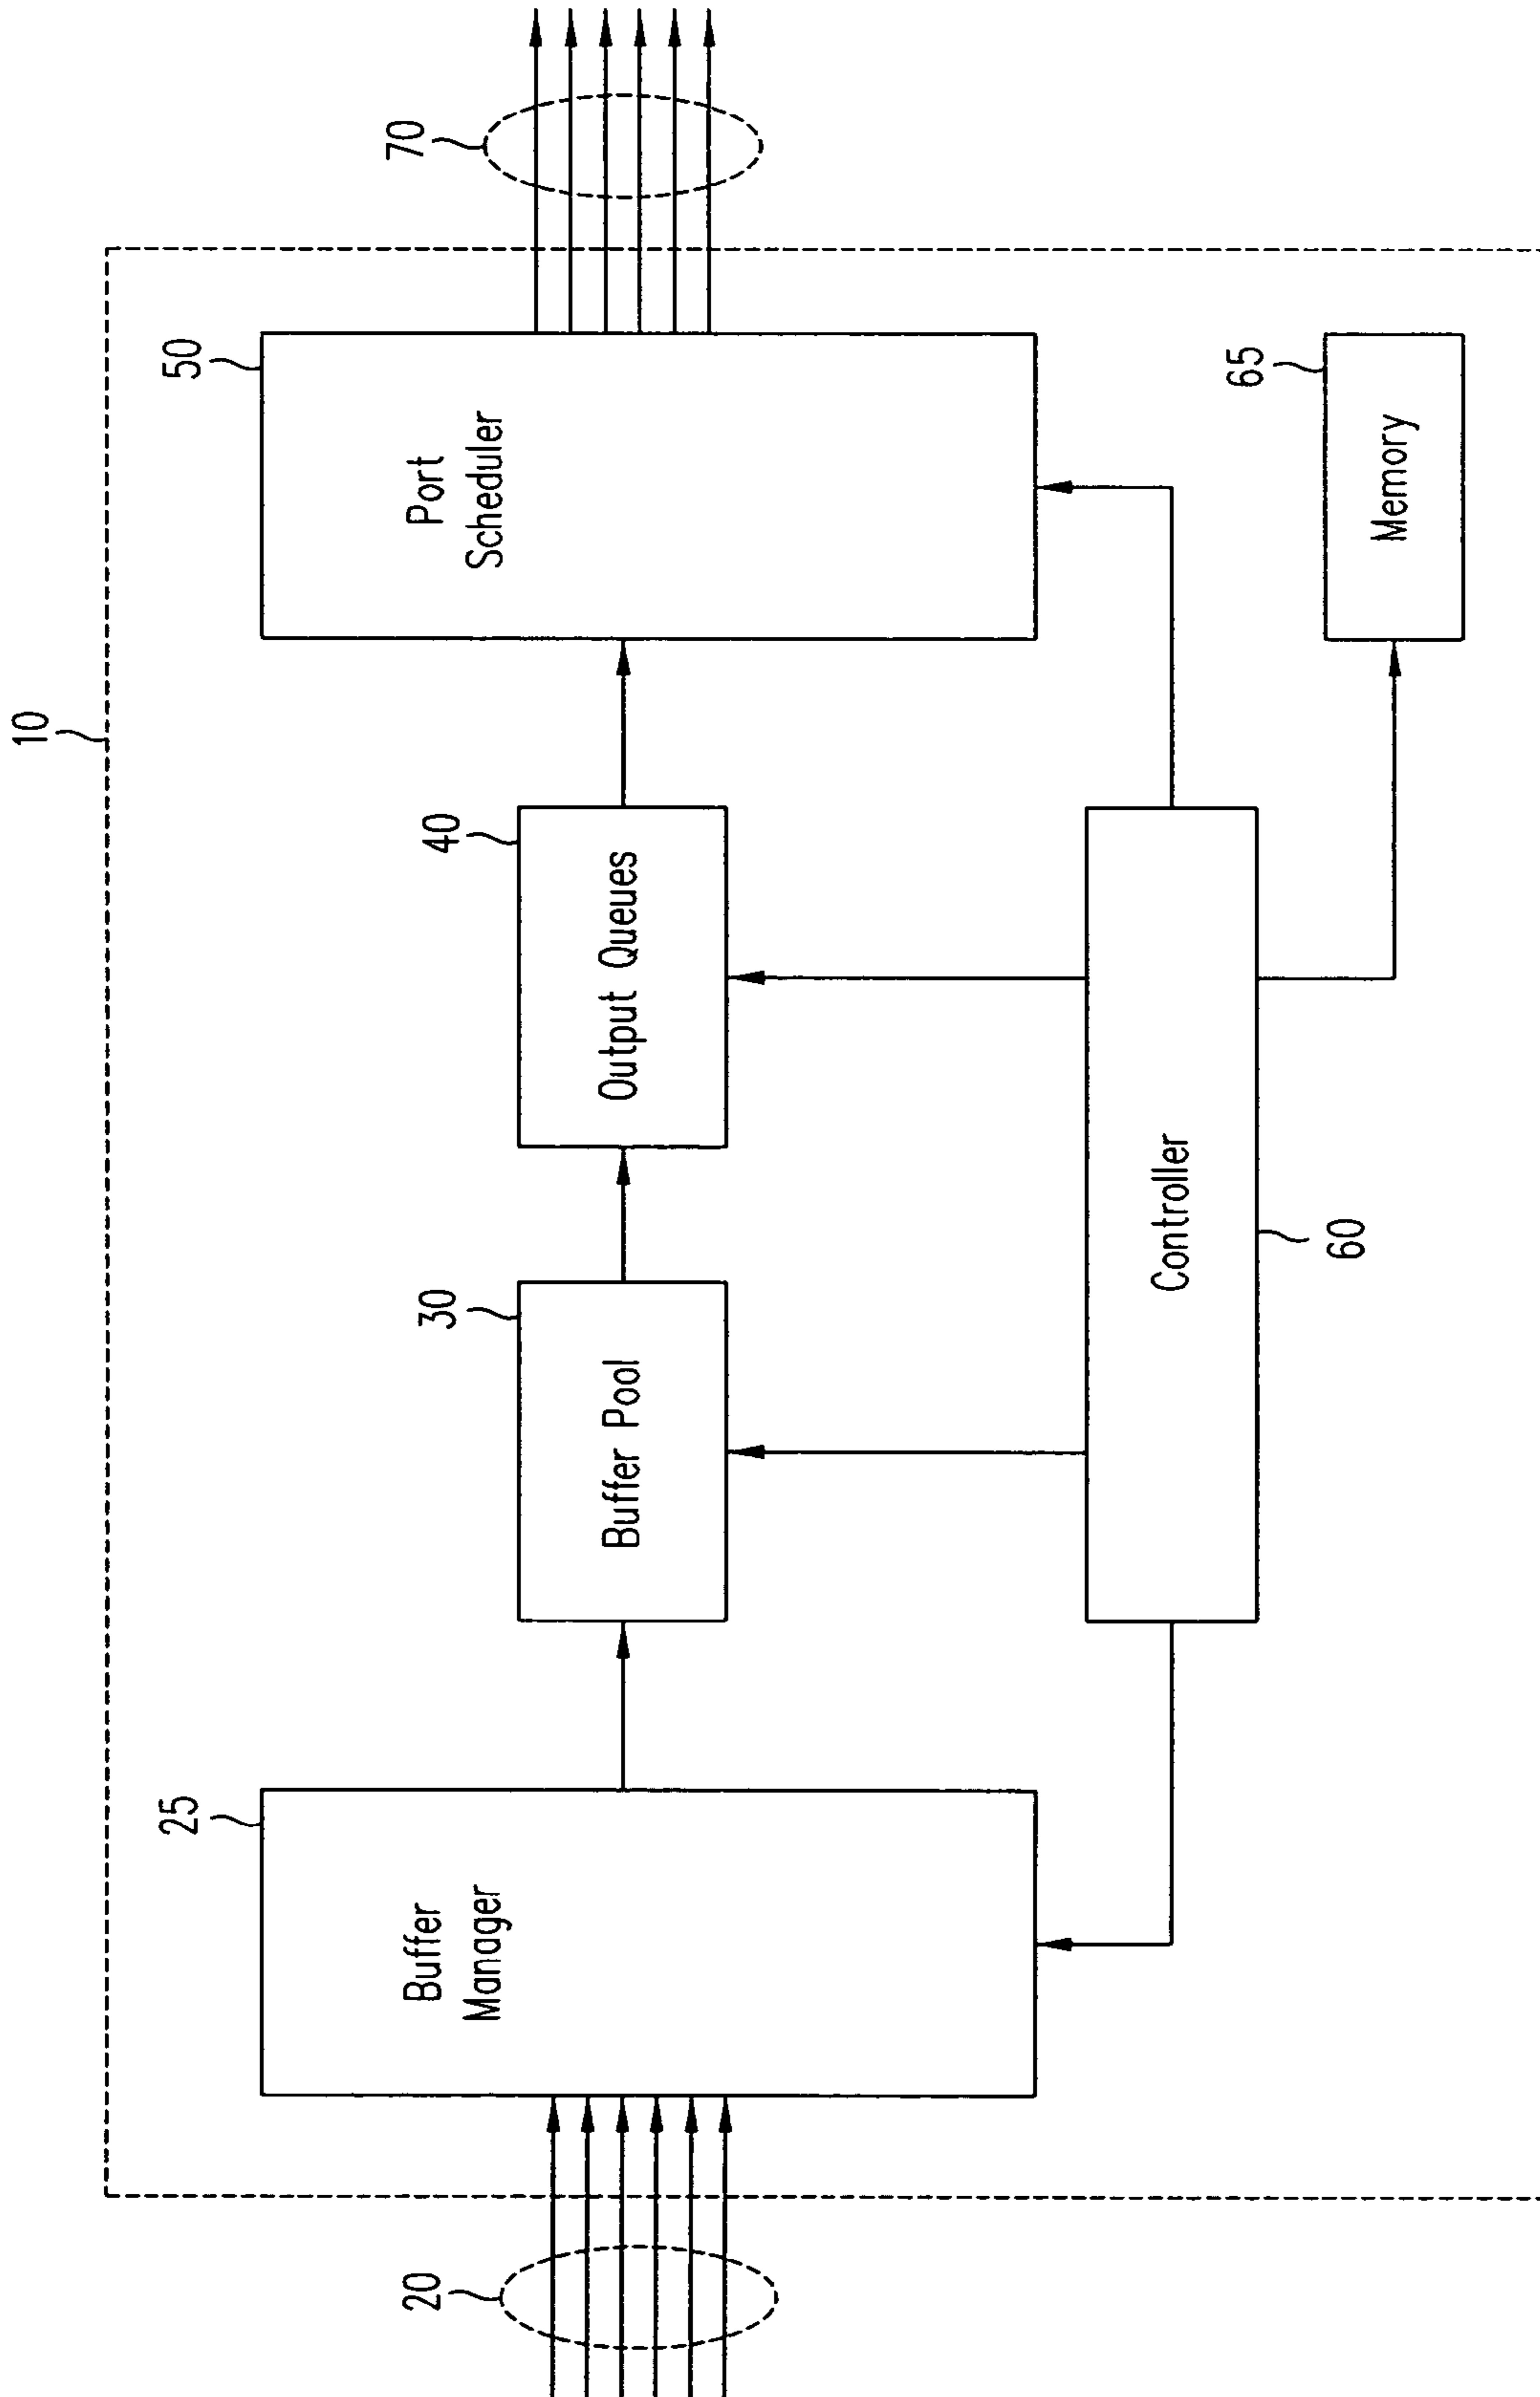 10
20
25
Buffer
Manager
30
Buffer Pool
40
Output Queues
50
Port
Scheduler
70
Controller
60
65
Memory